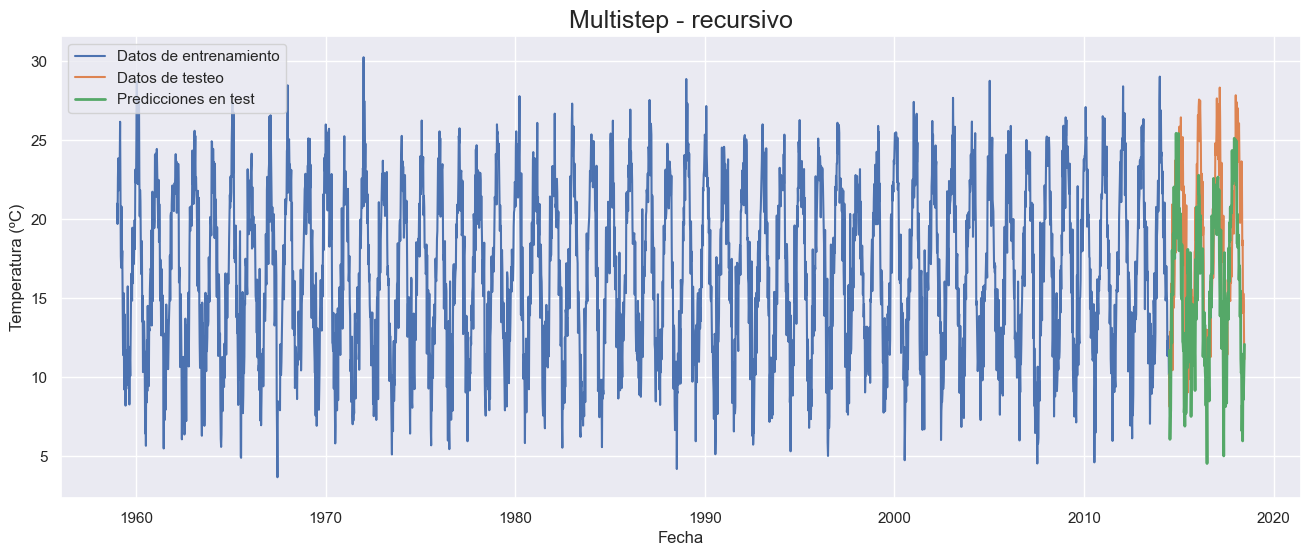 Multistep - recursivo
Datos de entrenamiento
Datos de testeo
Predicciones en test
Temperatura (ºC)
30
25
20
15
10
5
1960 1970 1980 1990 2000 2010 2020
Fecha